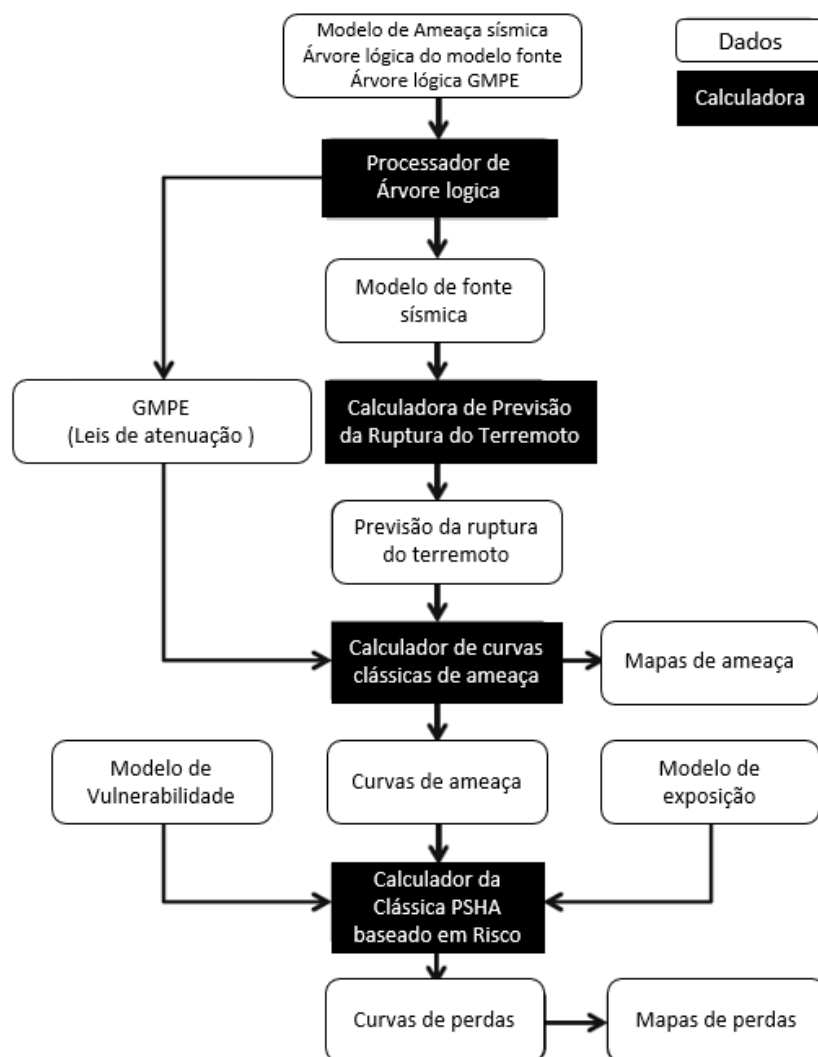 Modelo de Ameaça sísmica
Árvore lógica do modelo fonte
Árvore lógica GMPE
Dados
Calculadora
Processador de
Árvore logica
Modelo de fonte
sísmica
GMPE
(Leis de atenuação )
Calculadora de Previsão
da Ruptura do Terremoto
Previsão da ruptura
do terremoto
Calculador de curvas
clássicas de ameaça
Mapas de ameaça
Modelo de
Vulnerabilidade
Curvas de ameaça
Modelo de
exposição
Calculador da
Clássica PSHA
baseado em Risco
Curvas de perdas
Mapas de perdas